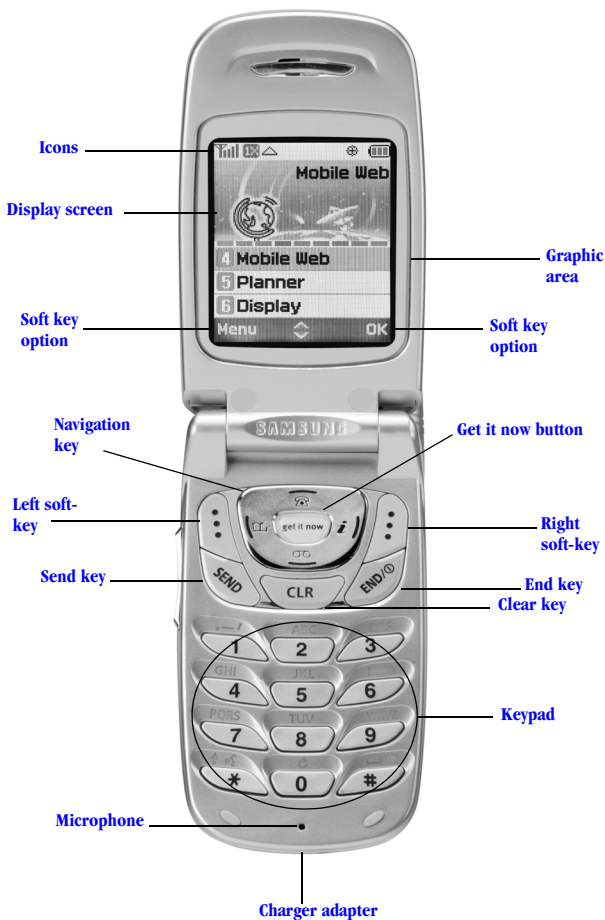 Icons
1X
Mobile Web
Display screen
4 Mobile Web
5 Planner
6 Display
Graphic
area
Menu OK
Soft key
option
Soft key
option
SAMSUNG
Navigation
key
Get it now button
get it now
i
Left soft-
key
Right
soft-key
Send key
SEND
CLR
END
End key
Clear key
1
ABC
2
3
GHI
4
JKL
5
6
PQRS
7
TUV
8
9
Keypad
*
0
#
Microphone
Charger adapter